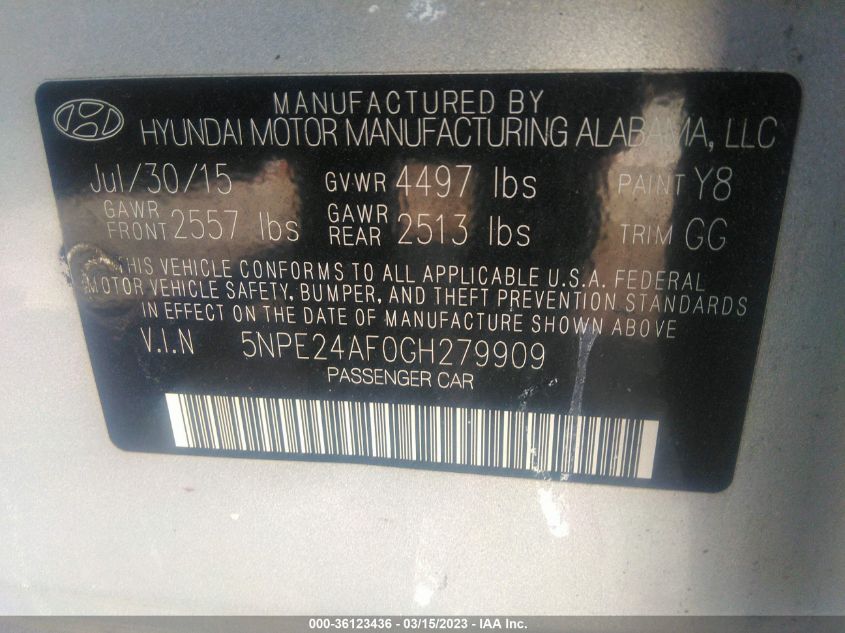 MANUFACTURED BY
HYUNDAI MOTOR MANUFACTURING ALABAMA, LLC
Jul/30/15 GVWR 4497 lbs PAINT Y8
GAWR FRONT 2557 lbs GAWR REAR 2513 lbs TRIM GG
THIS VEHICLE CONFORMS TO ALL APPLICABLE U.S.A. FEDERAL
MOTOR VEHICLE SAFETY, BUMPER, AND THEFT PREVENTION STANDARDS
IN EFFECT ON THE DATE OF MANUFACTURE SHOWN ABOVE
V.I.N 5NPE24AF0GH279909
PASSENGER CAR
000-36123436 - 03/15/2023 - IAA Inc.